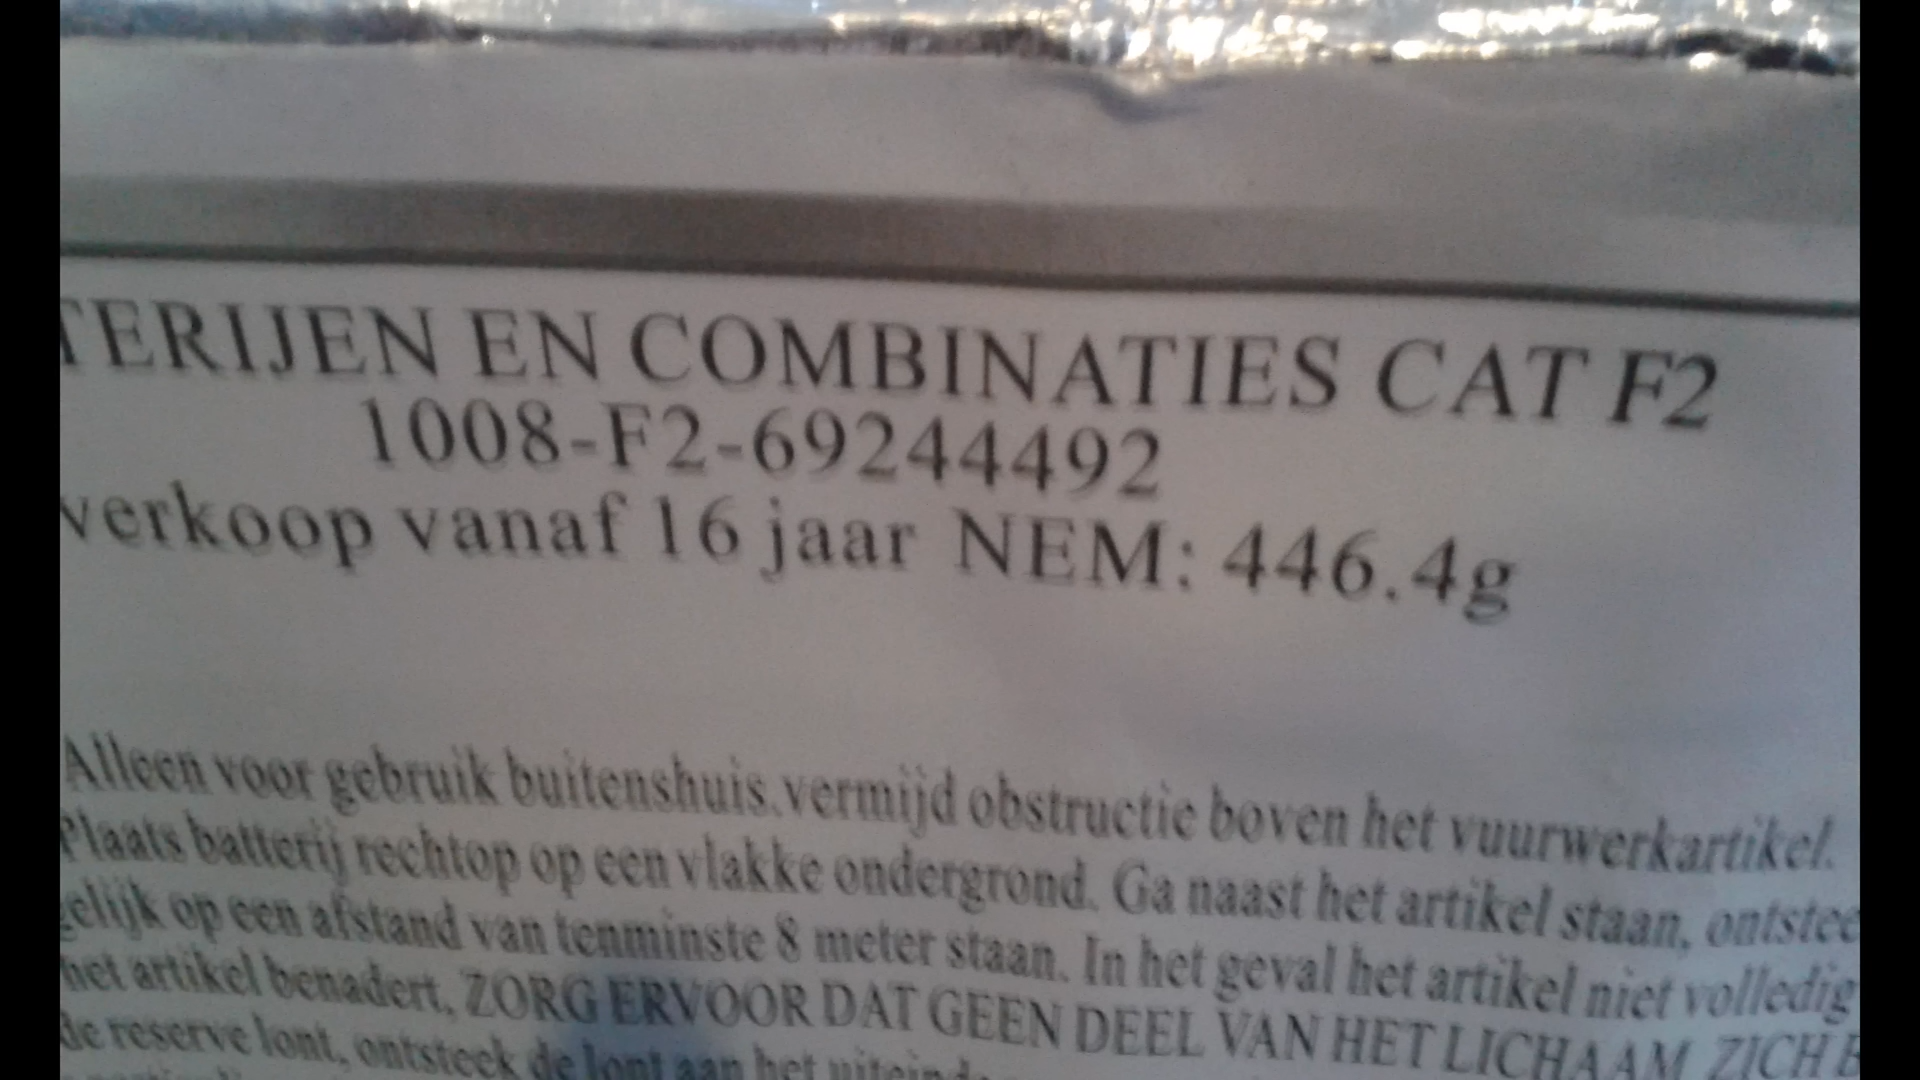 TERIJEN EN COMBINATIES CAT F2
1008-F2-69244492
verkoop vanaf 16 jaar NEM: 446.4g
Alleen voor gebruik buitenshuis.vermijd obstructie boven het vuurwerkartikel.
Plaats batterij rechtop op een vlakke ondergrond. Ga naast het artikel staan, ontstee
gelijk op een afstand van tenminste 8 meter staan. In het geval het artikel niet volledig
het artikel benadert, ZORG ERVOOR DAT GEEN DEEL VAN HET LICHAAM ZICH B
de reserve lont, ontsteek de lont aan het uiteinde